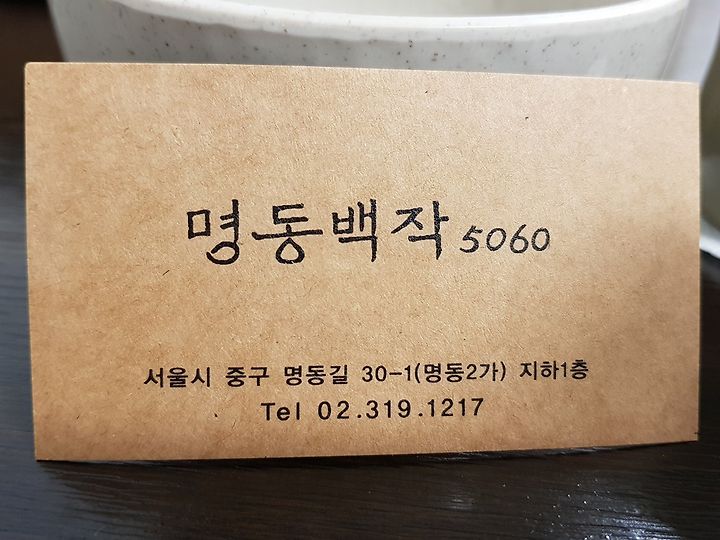 명동백작 5060
서울시 중구 명동길 30-1(명동2가) 지하1층
Tel 02.319.1217